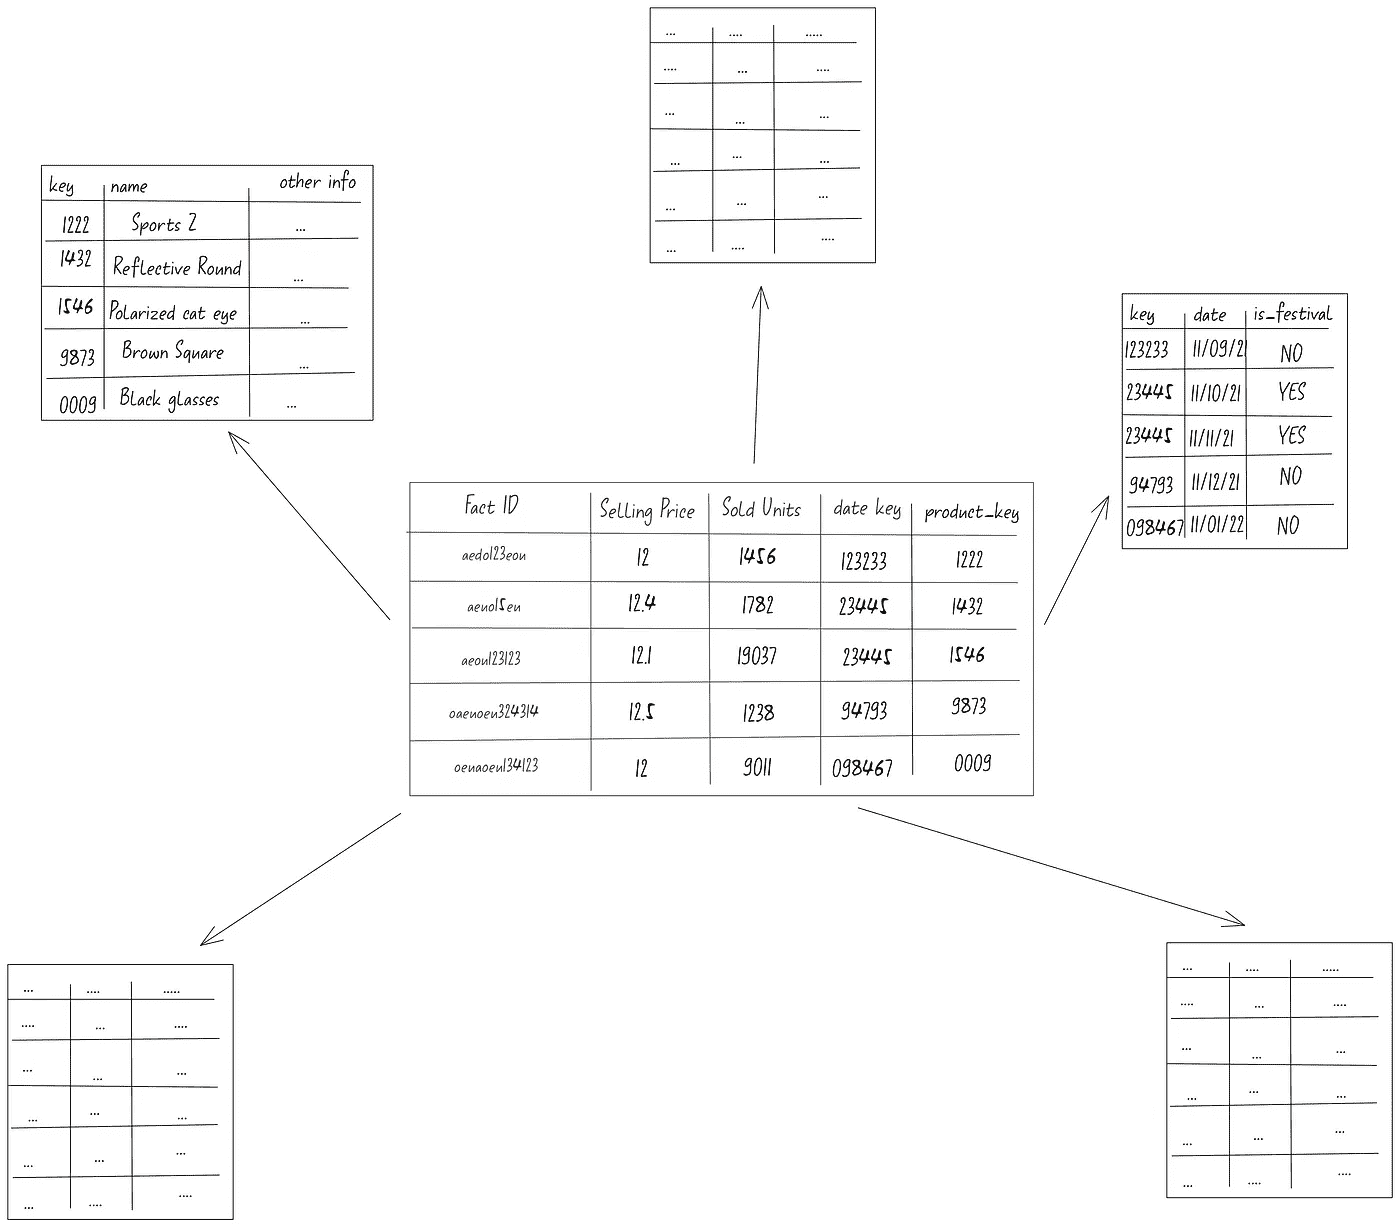 ... .... .....
.... ... ....
... ... ...
... ... ...
... ... ...
... .... ....
key name other info
1222 Sports 2 ...
1432 Reflective Round ...
1546 Polarized cat eye ...
9873 Brown Square ...
0009 Black glasses ...
key date is_festival
123233 11/09/21 NO
23445 11/10/21 YES
23445 11/11/21 YES
94793 11/12/21 NO
098467 11/01/22 NO
Fact ID Selling Price Sold Units date key product_key
aedo123eou 12 1456 123233 1222
aeuo15eu 12.4 1782 23445 1432
aeou123123 12.1 19037 23445 1546
oaeuoeu324314 12.5 1238 94793 9873
oeuaoeu134123 12 9011 098467 0009
... .... .....
.... ... ....
... ... ...
... ... ...
... ... ...
... .... ....
... .... .....
.... ... ....
... ... ...
... ... ...
... ... ...
... .... ....